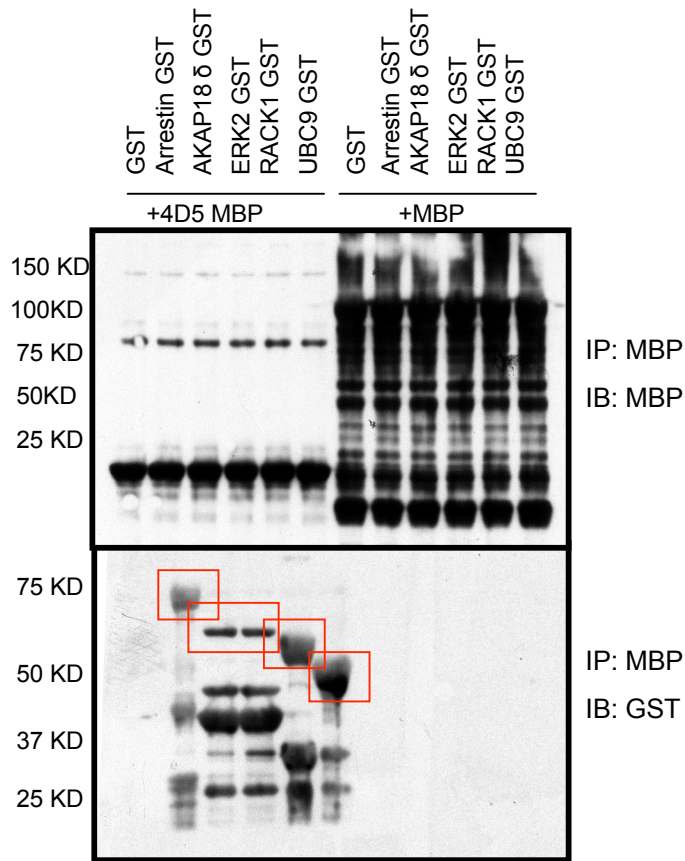 GST
Arrestin GST
AKAP18 δ GST
ERK2 GST
RACK1 GST
UBC9 GST
GST
Arrestin GST
AKAP18 δ GST
ERK2 GST
RACK1 GST
UBC9 GST
+4D5 MBP
+MBP
150 KD
100KD
75 KD
50KD
25 KD
IP: MBP
IB: MBP
75 KD
50 KD
37 KD
25 KD
IP: MBP
IB: GST